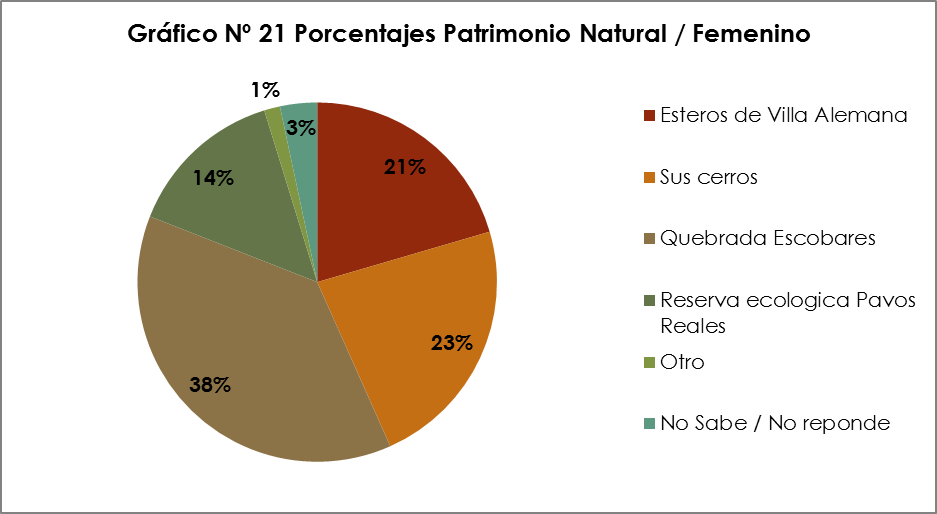 Gráfico Nº 21 Porcentajes Patrimonio Natural / Femenino
1%
3%
21%
14%
23%
38%
Esteros de Villa Alemana
Sus cerros
Quebrada Escobares
Reserva ecologica Pavos
Reales
Otro
No Sabe / No reponde